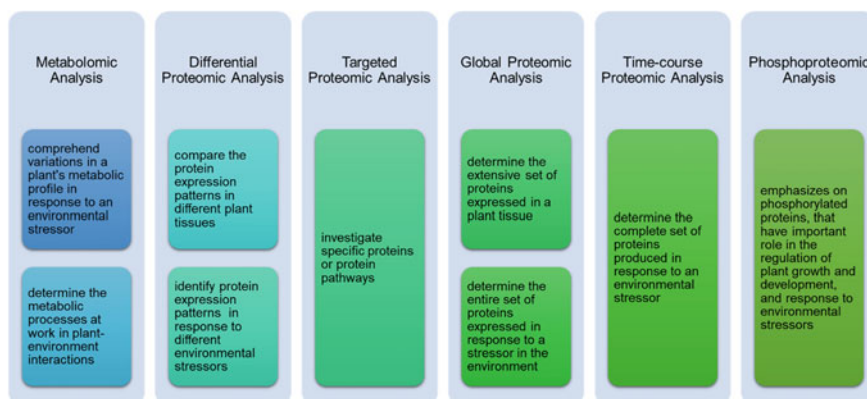 Metabolomic
Analysis
comprehend
variations in a
plant's metabolic
profile in
response to an
environmental
stressor
determine the
metabolic
processes at
work in plant-
environment
interactions
Differential
Proteomic Analysis
compare the
protein
expression
patterns in
different plant
tissues
identify protein
expression
patterns in
response to
different
environmental
stressors
Targeted
Proteomic Analysis
investigate
specific proteins
or protein
pathways
Global Proteomic
Analysis
determine the
extensive set of
proteins
expressed in a
plant tissue
determine the
entire set of
proteins
expressed in
response to a
stressor in the
environment
Time-course
Proteomic Analysis
determine the
complete set of
proteins
produced in
response to an
environmental
stressor
Phosphoproteomic
Analysis
emphasizes on
phosphorylated
proteins, that
have important
role in the
regulation of
plant growth and
development,
and response to
environmental
stressors